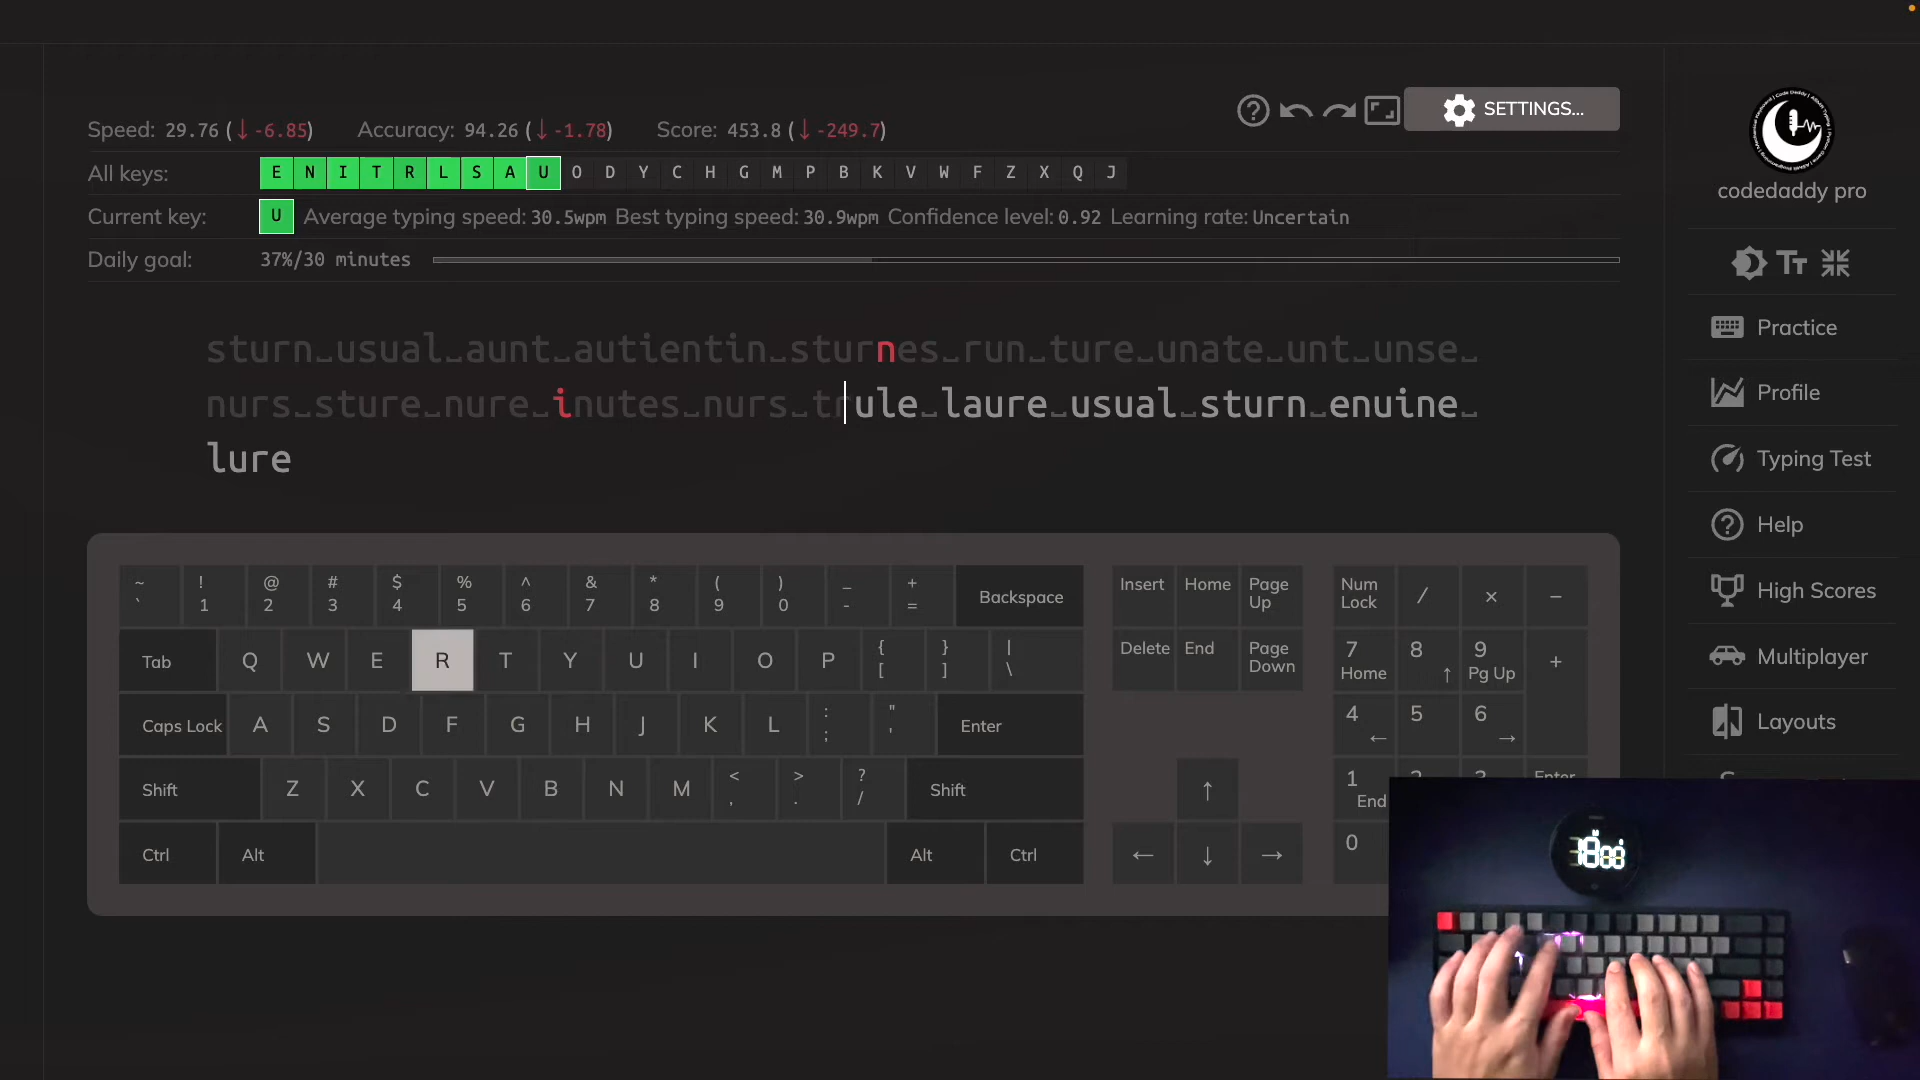 SETTINGS...
Speed: 29.76 (↓-6.85) Accuracy: 94.26 (↓-1.78) Score: 453.8 (↓-249.7)
All keys: E N I T R L S A U O D Y C H G M P B K V W F Z X Q J
Current key: U Average typing speed: 30.5wpm Best typing speed: 30.9wpm Confidence level: 0.92 Learning rate: Uncertain
Daily goal: 37%/30 minutes
sturn␣usual␣aunt␣autientin␣sturnes␣run␣ture␣unate␣unt␣unse␣
nurs␣sture␣nure␣inutes␣nurs␣trule␣laure␣usual␣sturn␣enuine␣
lure
~ ! @ # $ % ^ & * ( ) _ +
` 1 2 3 4 5 6 7 8 9 0 - = Backspace
Tab Q W E R T Y U I O P { [ } ] | \
Caps Lock A S D F G H J K L : ; " ' Enter
Shift Z X C V B N M < , > . ? / Shift
Ctrl Alt Alt Ctrl
Insert Home Page Up
Delete End Page Down
↑
← ↓ →
Num Lock / × −
7 Home 8 ↑ 9 Pg Up +
4 ← 5 6 →
1 End
0
codedaddy pro
Practice
Profile
Typing Test
Help
High Scores
Multiplayer
Layouts